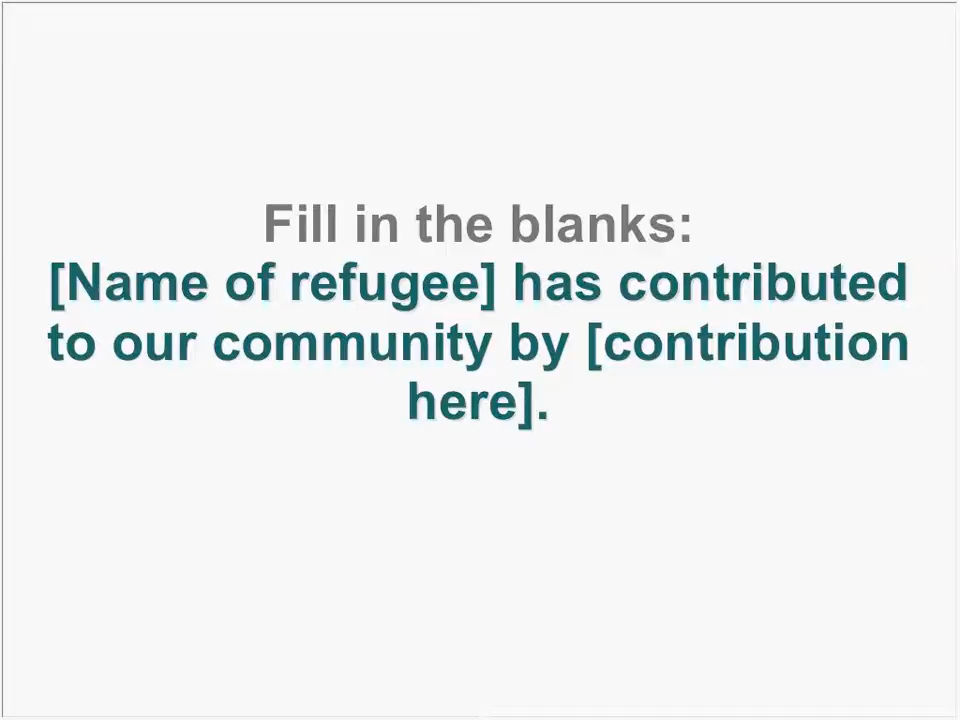 Fill in the blanks:
[Name of refugee] has contributed
to our community by [contribution
here].